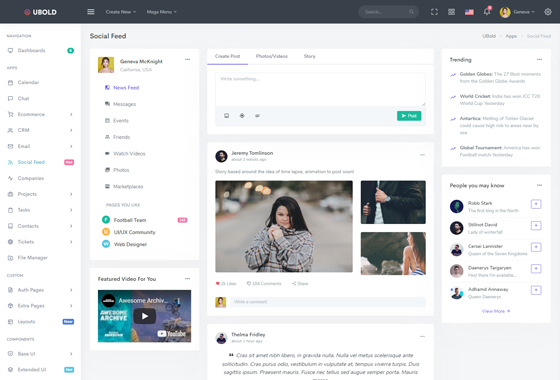 UBOLD
Create New
Mega Menu
Search...
Geneva
Social Feed
UBold
Apps
Social Feed
NAVIGATION
Dashboards
APPS
Calendar
Chat
Ecommerce
CRM
Email
Social Feed
Hot
Companies
Projects
Tasks
Contacts
Tickets
File Manager
CUSTOM
Auth Pages
Extra Pages
Layouts
New
COMPONENTS
Base UI
Extended UI
Hot
Geneva McKnight
California, USA
News Feed
Messages
Events
Friends
Watch Videos
Photos
Marketplaces
PAGES YOU LIKE
F Football Team
U UI/UX Community
W Web Designer
Featured Video For You
Awesome Archiv...
AWESOME
ARCHIVE
YouTube
Create Post
Photos/Videos
Story
Write something...
Post
Jeremy Tomlinson
about 2 minuts ago
Story based around the idea of time lapse, animation to post soon!
2k Likes
Comments
Share
Write a comment
Thelma Fridley
about 1 hour ago
Cras sit amet nibh libero, in gravida nulla. Nulla vel metus scelerisque ante
sollicitudin. Cras purus odio, vestibulum in vulputate at, tempus viverra turpis. Duis
sagittis ipsum. Praesent mauris. Fusce nec tellus sed augue semper porta. Mauris
Trending
Golden Globes: The 27 Best moments
from the Golden Globe Awards
World Cricket: India has won ICC T20
World Cup Yesterday
Antartica: Melting of Totten Glacier
could cause high risk to areas near by
sea
Global Tournament: America has won
Football match Yesterday
People you may know
Robb Stark
The first king in the North
Stillnot David
Lady of winterfall
Cersei Lannister
Queen of the Seven Kingdoms
Daenerys Targaryen
Hey! there I'm available...
Adhamd Annaway
Queen Daenerys
View More